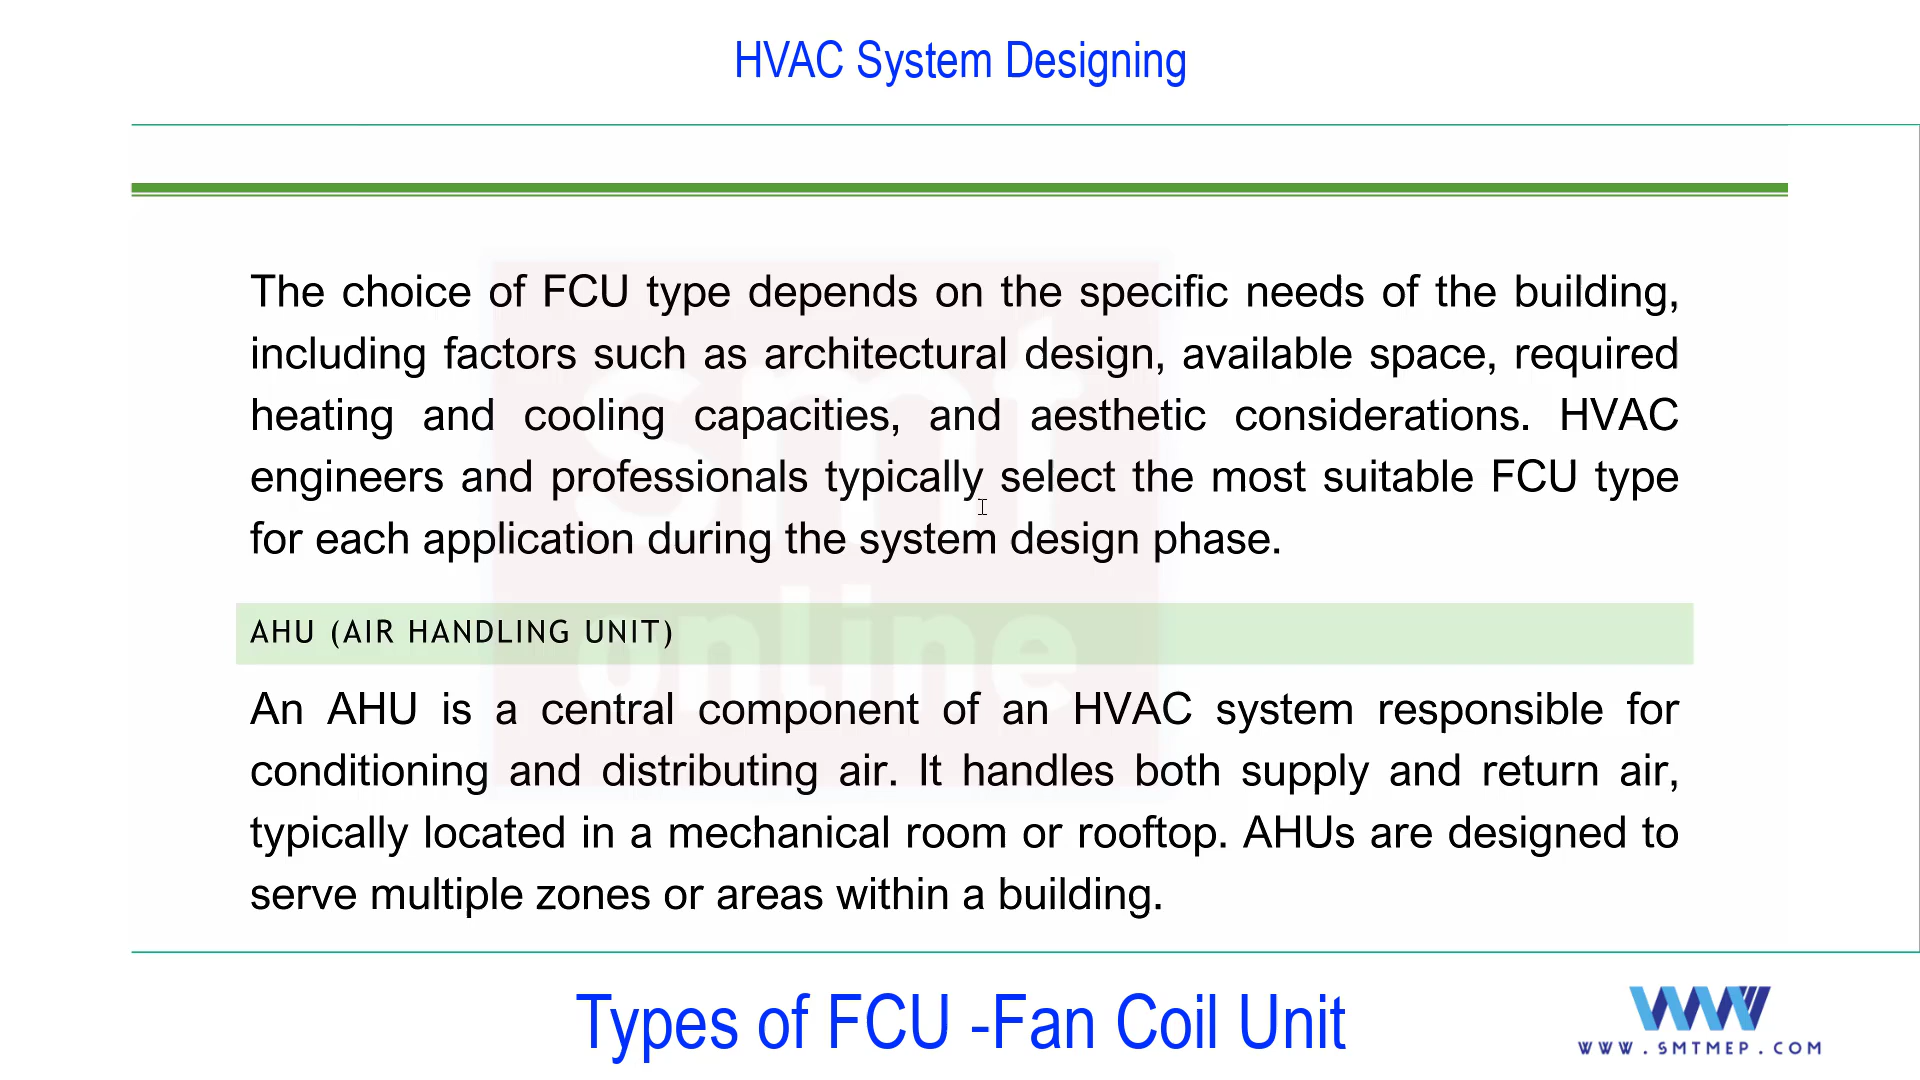 HVAC System Designing
The choice of FCU type depends on the specific needs of the building,
including factors such as architectural design, available space, required
heating and cooling capacities, and aesthetic considerations. HVAC
engineers and professionals typically select the most suitable FCU type
for each application during the system design phase.
smt
online
AHU (AIR HANDLING UNIT)
An AHU is a central component of an HVAC system responsible for
conditioning and distributing air. It handles both supply and return air,
typically located in a mechanical room or rooftop. AHUs are designed to
serve multiple zones or areas within a building.
Types of FCU -Fan Coil Unit
WWW.SMTMEP.COM